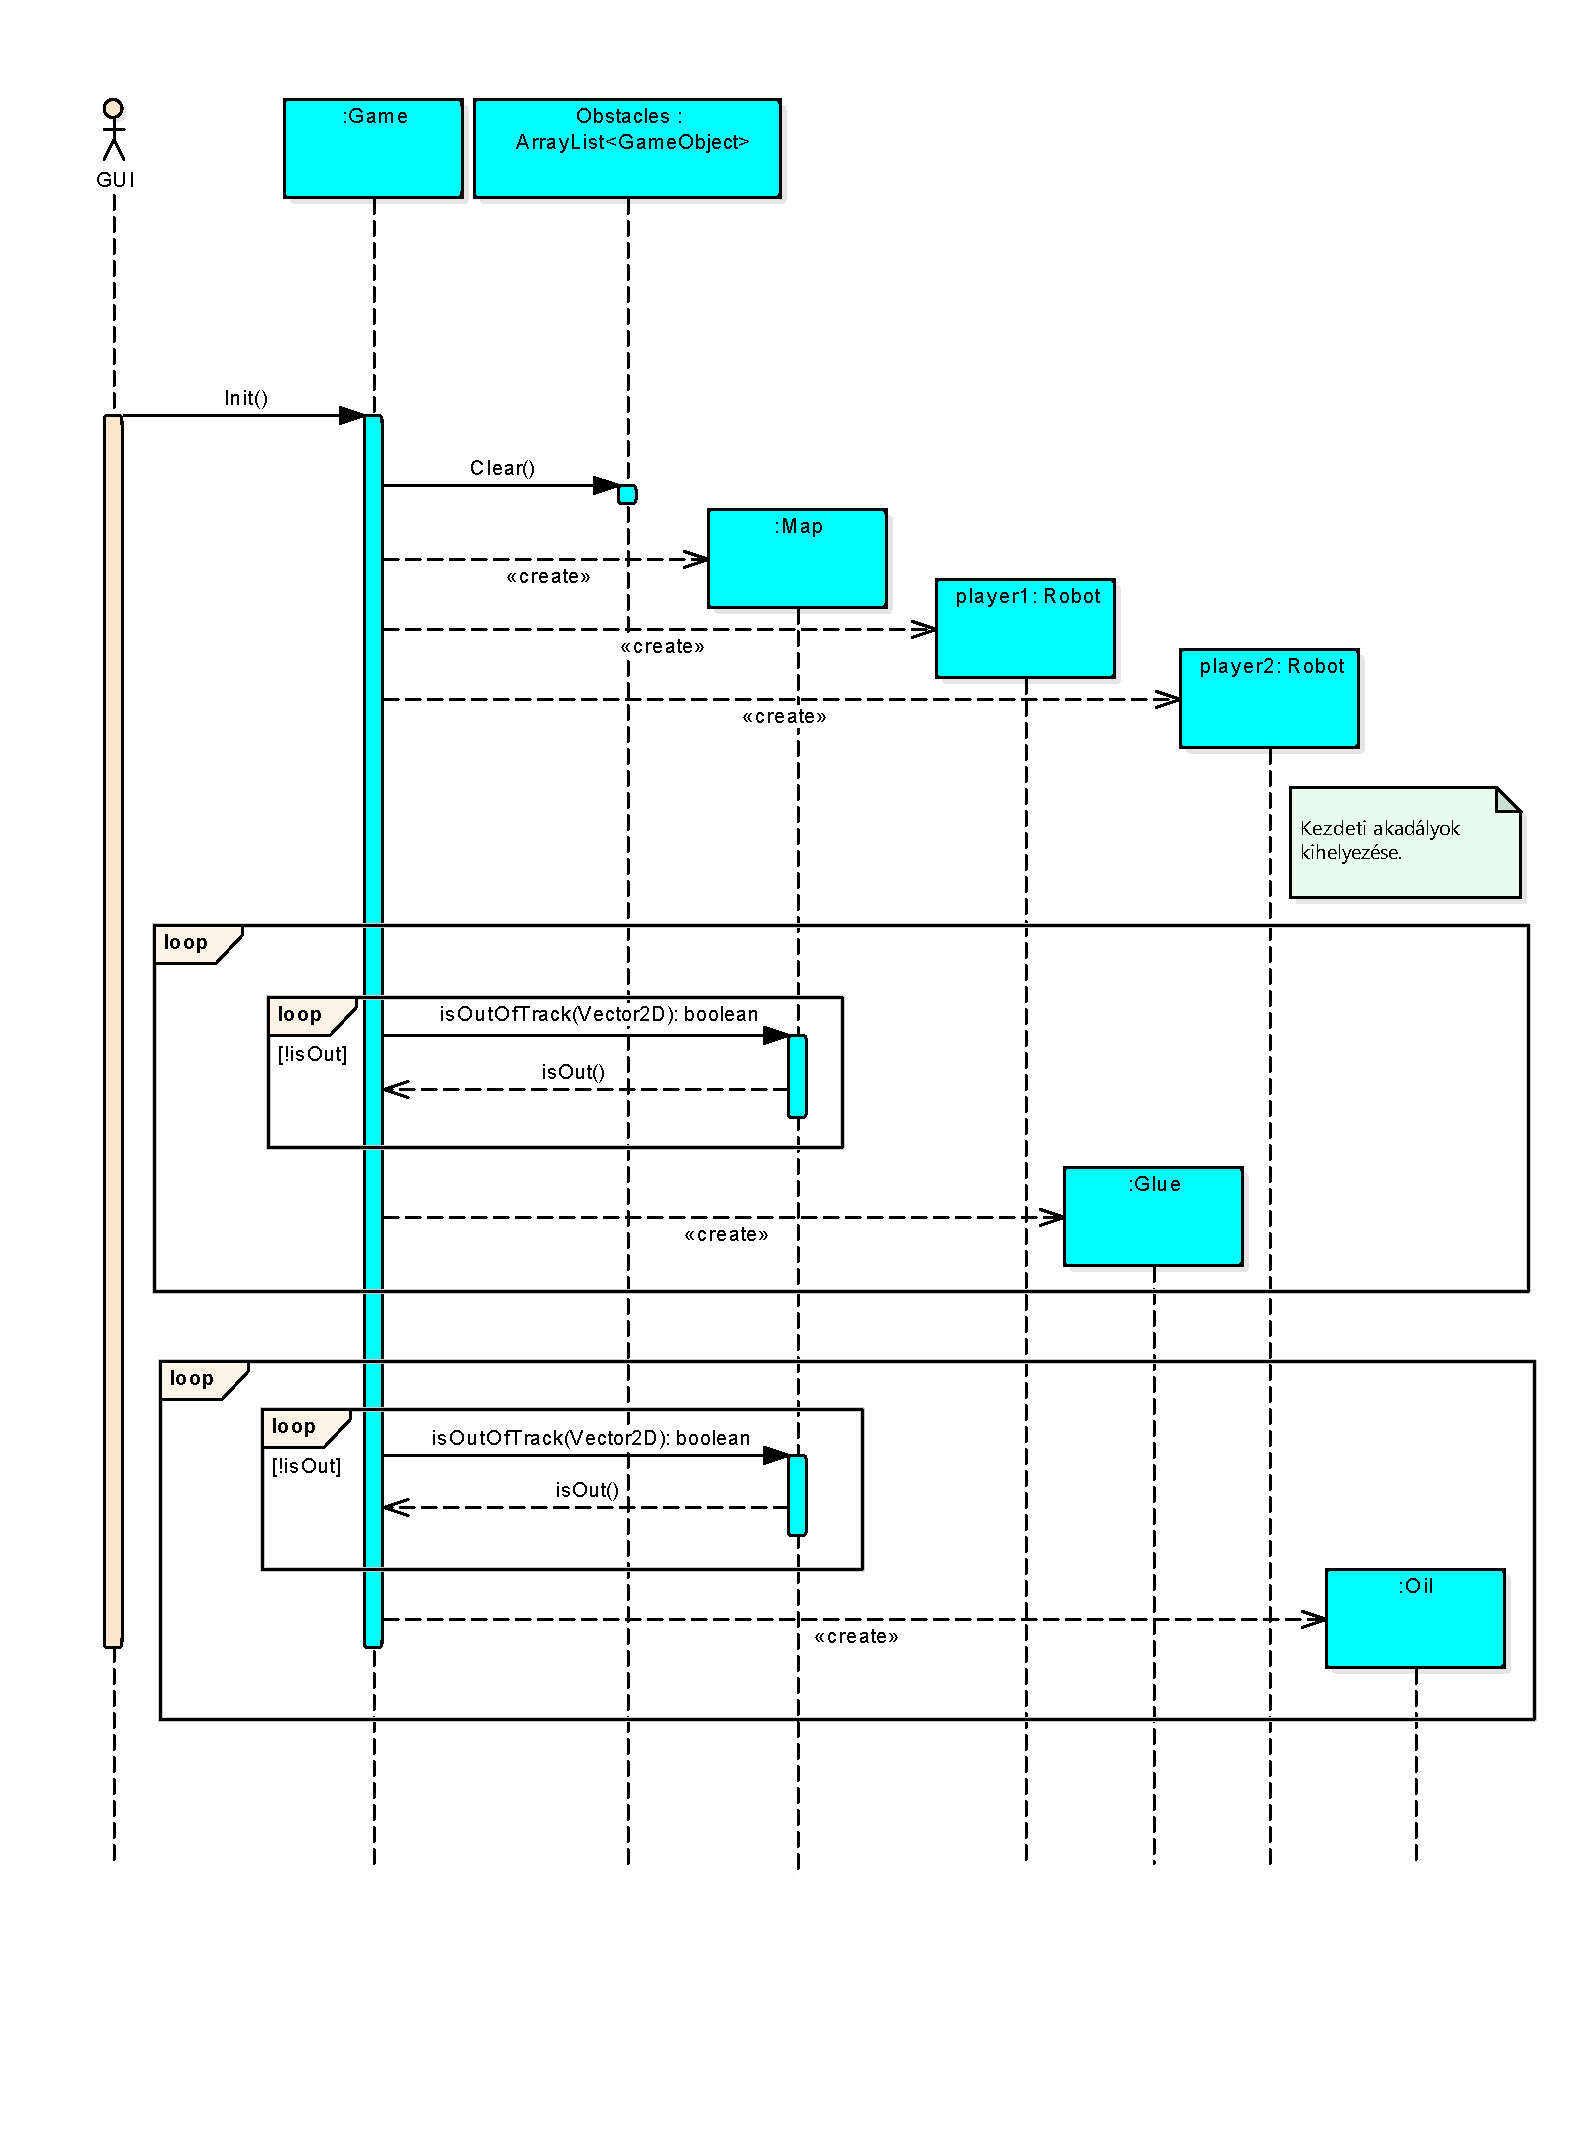 GUI
:Game
Obstacles :
ArrayList<GameObject>
Init()
Clear()
:Map
«create»
player1: Robot
«create»
player2: Robot
«create»
Kezdeti akadályok
kihelyezése.
loop
loop
isOutOfTrack(Vector2D): boolean
[!isOut]
isOut()
:Glue
«create»
loop
loop
isOutOfTrack(Vector2D): boolean
[!isOut]
isOut()
:Oil
«create»